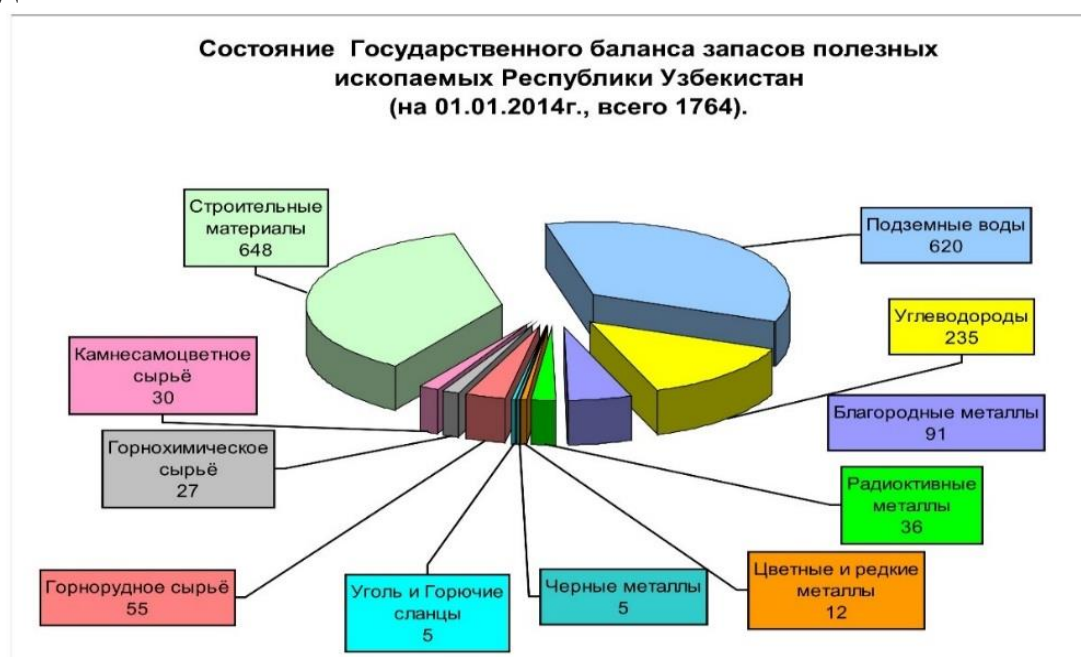 Состояние Государственного баланса запасов полезных
ископаемых Республики Узбекистан
(на 01.01.2014г., всего 1764).
Строительные
материалы
648
Подземные воды
620
Углеводороды
235
Камнесамоцветное
сырьё
30
Благородные металлы
91
Горнохимическое
сырьё
27
Радиоктивные
металлы
36
Горнорудное сырьё
55
Уголь и Горючие
сланцы
5
Черные металлы
5
Цветные и редкие
металлы
12